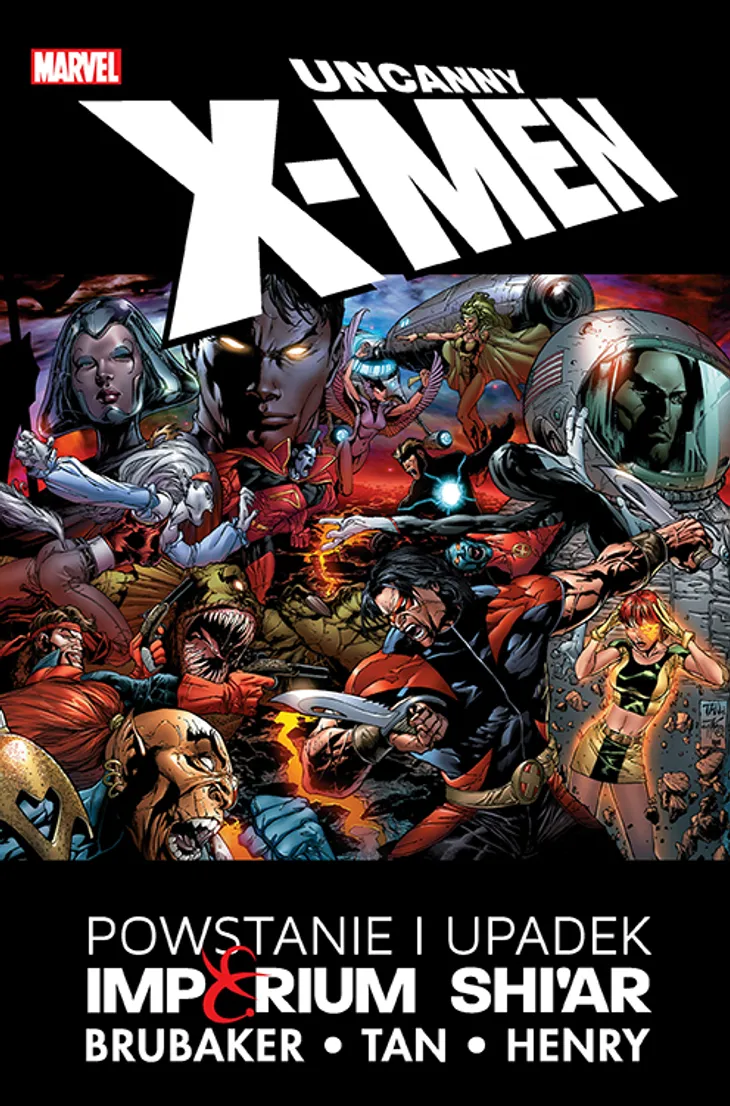 MARVEL
UNCANNY
X-MEN
POWSTANIE I UPADEK
IMPERIUM SHI'AR
BRUBAKER • TAN • HENRY